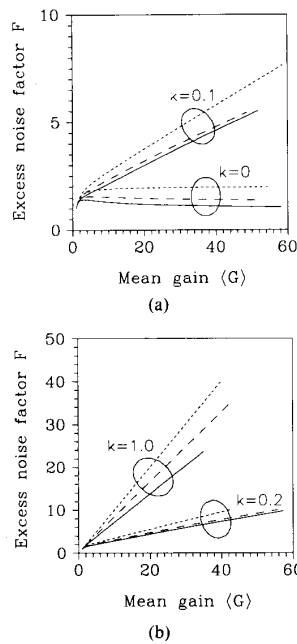 10
Excess noise factor F
k=0.1
5
k=0
0
0 20 40 60
Mean gain ⟨G⟩
(a)
50
Excess noise factor F
40
30
k=1.0
20
k=0.2
10
0
0 20 40 60
Mean gain ⟨G⟩
(b)